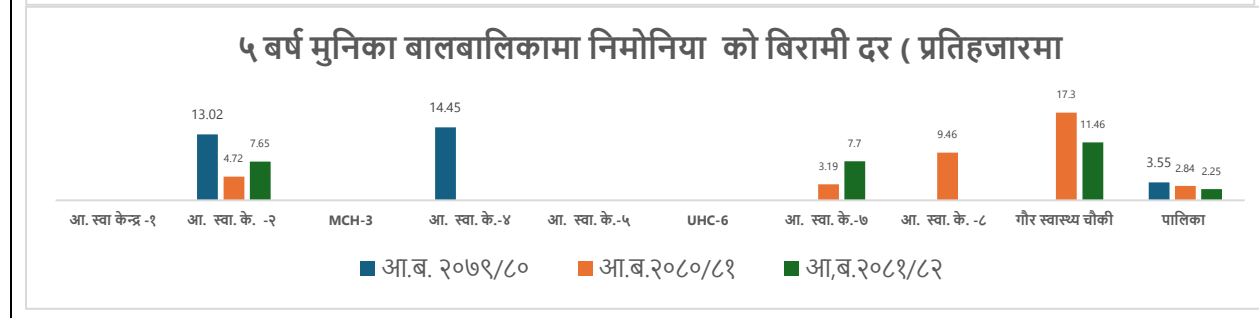 ५ बर्ष मुनिका बालबालिकामा निमोनिया को बिरामी दर ( प्रतिहजारमा
13.02 4.72 7.65 14.45 3.19 7.7 9.46 17.3 11.46 3.55 2.84 2.25
आ. स्वा केन्द्र -१ आ. स्वा. के. -२ MCH-3 आ. स्वा. के.-४ आ. स्वा. के.-५ UHC-6 आ. स्वा. के.-७ आ. स्वा. के. -८ गौर स्वास्थ्य चौकी पालिका
आ.ब. २०७९/८० आ.ब.२०८०/८१ आ,ब.२०८१/८२